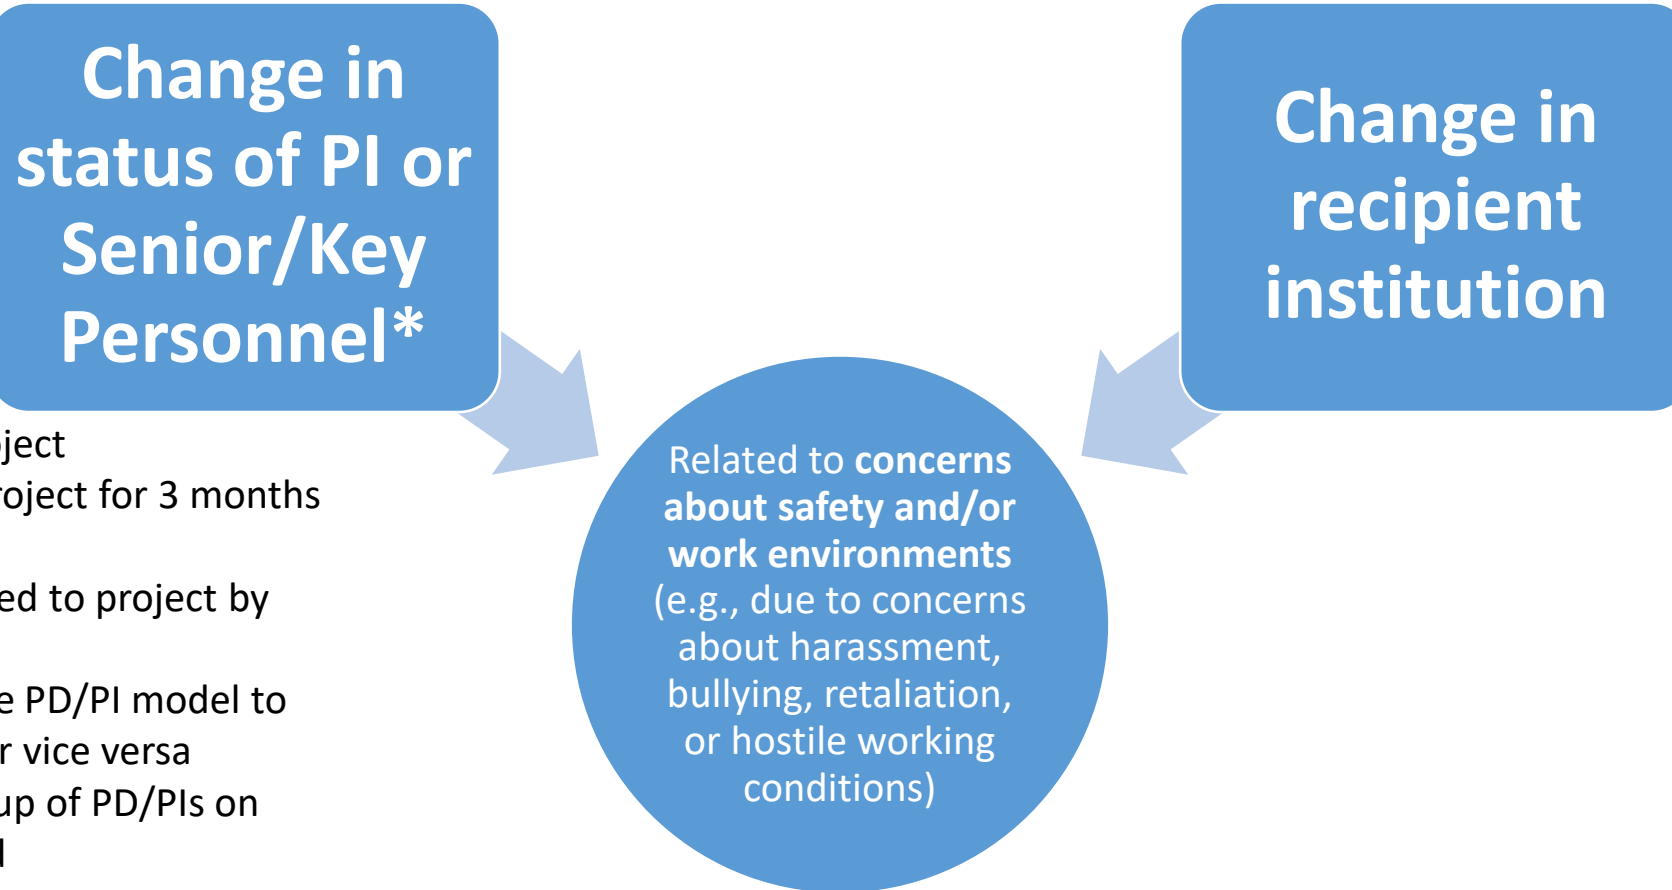 Change in
status of PI or
Senior/Key
Personnel*
Change in
recipient
institution
ject
roject for 3 months
ed to project by
e PD/PI model to
r vice versa
up of PD/PIs on
Related to concerns
about safety and/or
work environments
(e.g., due to concerns
about harassment,
bullying, retaliation,
or hostile working
conditions)